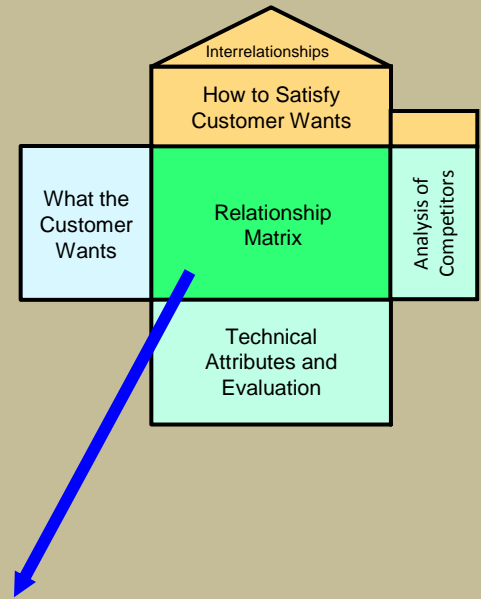 Interrelationships
How to Satisfy
Customer Wants
What the
Customer
Wants
Relationship
Matrix
Analysis of
Competitors
Technical
Attributes and
Evaluation